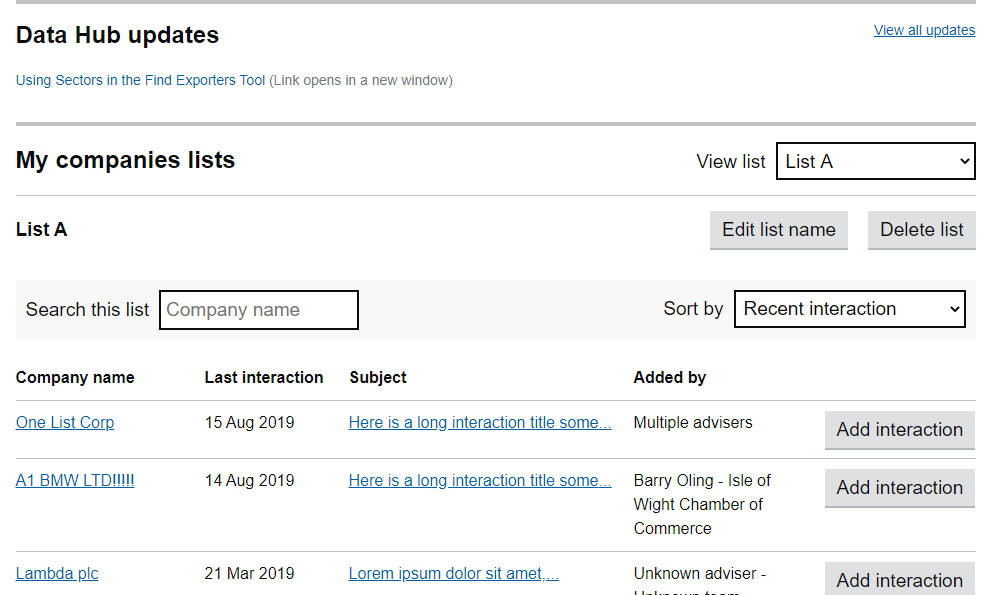 Data Hub updates
View all updates
Using Sectors in the Find Exporters Tool (Link opens in a new window)
My companies lists
View list
List A
List A
Edit list name
Delete list
Search this list
Company name
Sort by
Recent interaction
Company name Last interaction Subject Added by
One List Corp 15 Aug 2019 Here is a long interaction title some... Multiple advisers Add interaction
A1 BMW LTD!!!!! 14 Aug 2019 Here is a long interaction title some... Barry Oling - Isle of Add interaction
Wight Chamber of
Commerce
Lambda plc 21 Mar 2019 Lorem ipsum dolor sit amet,... Unknown adviser - Add interaction
Unknown team